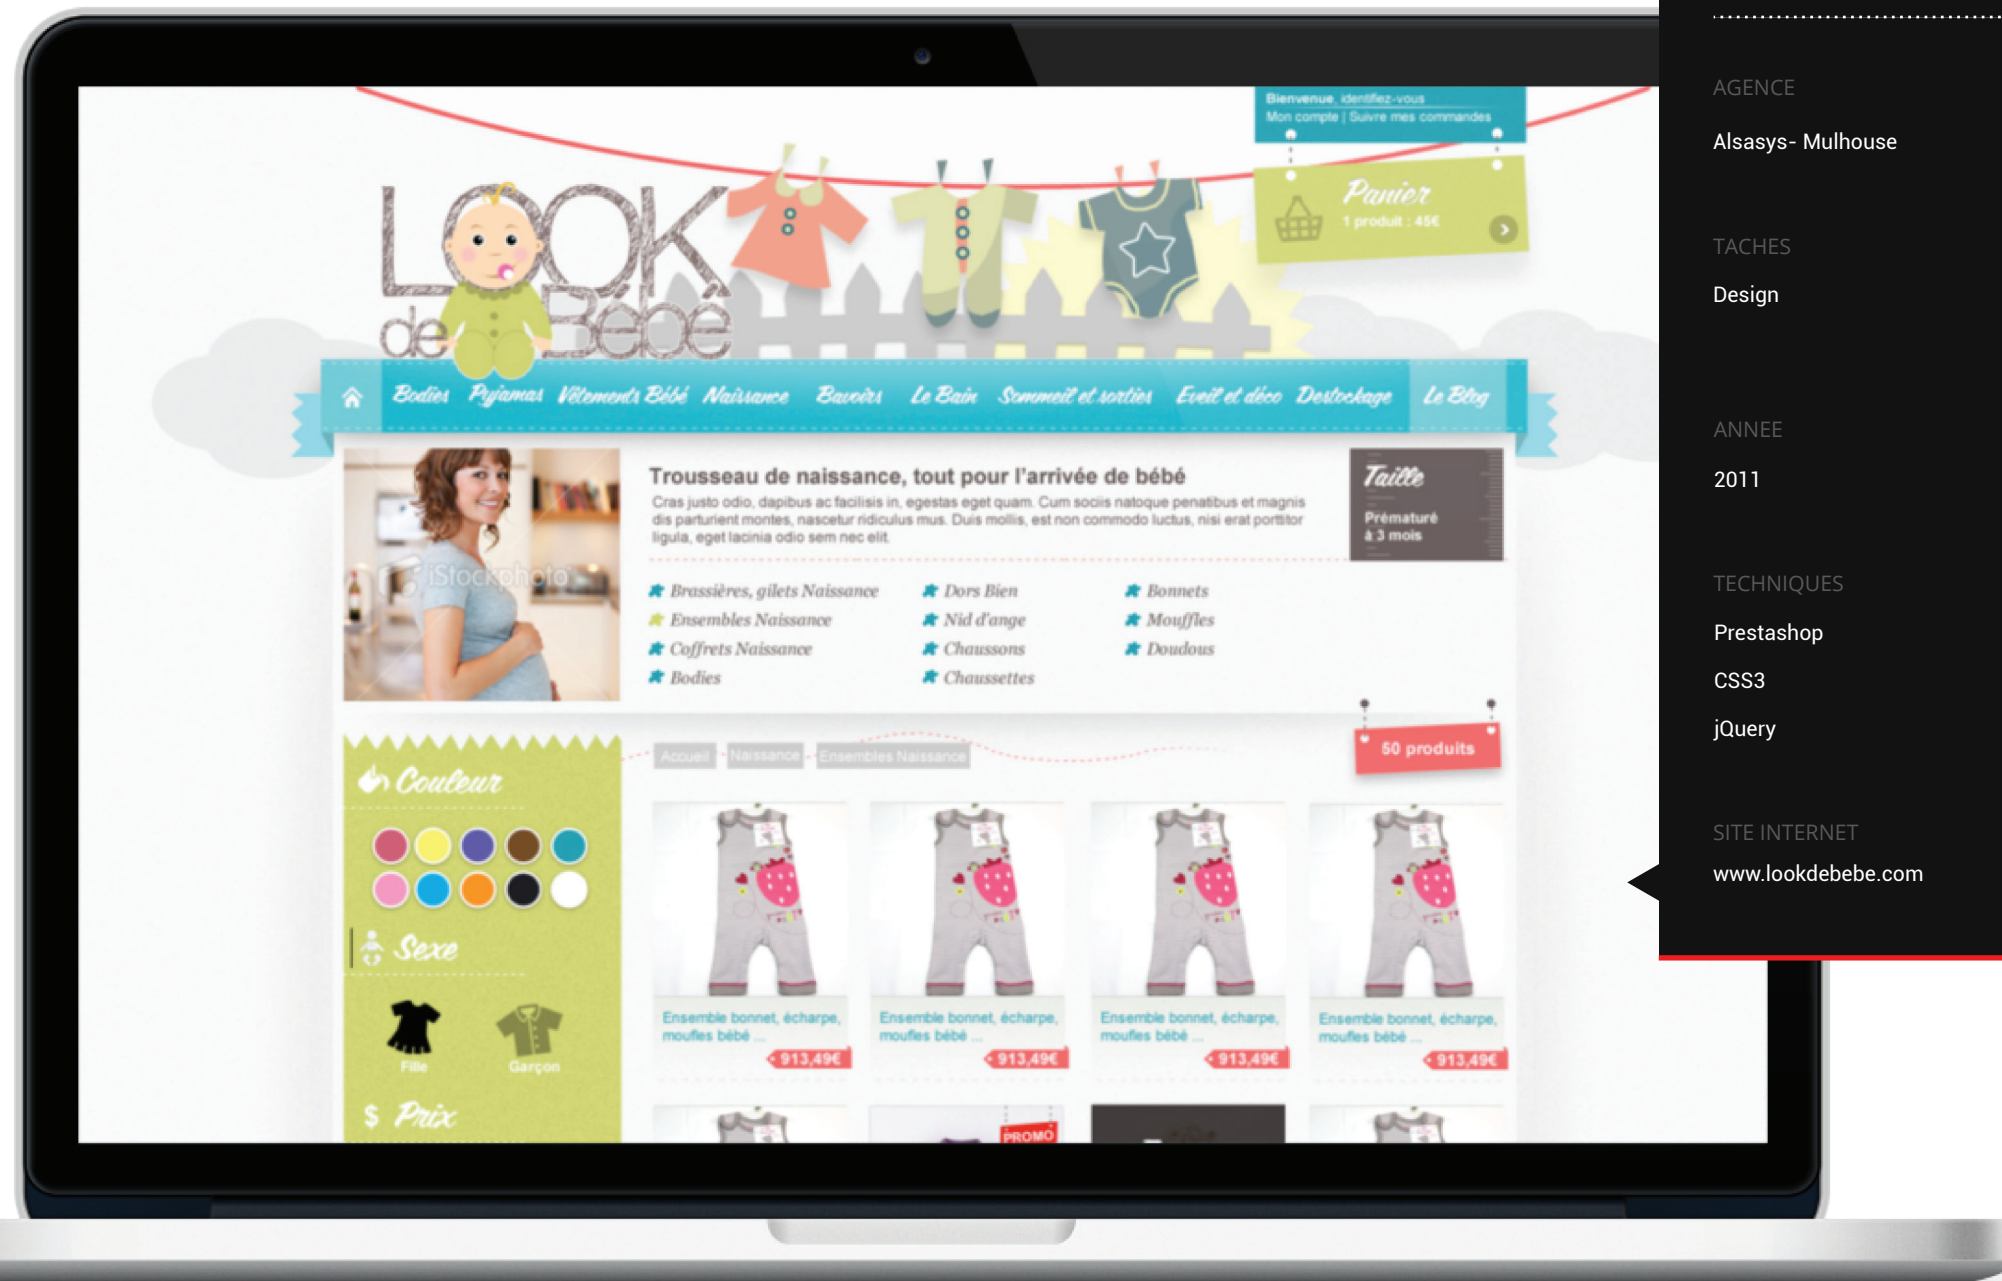 LOOK
de Bébé
Bienvenue, identifiez-vous
Mon compte | Suivre mes commandes
Panier
1 produit : 45€
Bodies Pyjamas Vêtements Bébé Naissance Bavoirs Le Bain Sommeil et sorties Eveil et déco Destockage Le Blog
iStockphoto
Trousseau de naissance, tout pour l'arrivée de bébé
Cras justo odio, dapibus ac facilisis in, egestas eget quam. Cum sociis natoque penatibus et magnis
dis parturient montes, nascetur ridiculus mus. Duis mollis, est non commodo luctus, nisi erat porttitor
ligula, eget lacinia odio sem nec elit.
Taille
Prématuré
à 3 mois
Brassières, gilets Naissance
Ensembles Naissance
Coffrets Naissance
Bodies
Dors Bien
Nid d'ange
Chaussons
Chaussettes
Bonnets
Mouffles
Doudous
Accueil Naissance Ensembles Naissance
50 produits
Couleur
Sexe
Fille Garçon
$ Prix
Ensemble bonnet, écharpe,
moufles bébé ...
913,49€
Ensemble bonnet, écharpe,
moufles bébé ...
913,49€
Ensemble bonnet, écharpe,
moufles bébé ...
913,49€
Ensemble bonnet, écharpe,
moufles bébé ...
913,49€
PROMO
AGENCE
Alsasys- Mulhouse
TACHES
Design
ANNEE
2011
TECHNIQUES
Prestashop
CSS3
jQuery
SITE INTERNET
www.lookdebebe.com